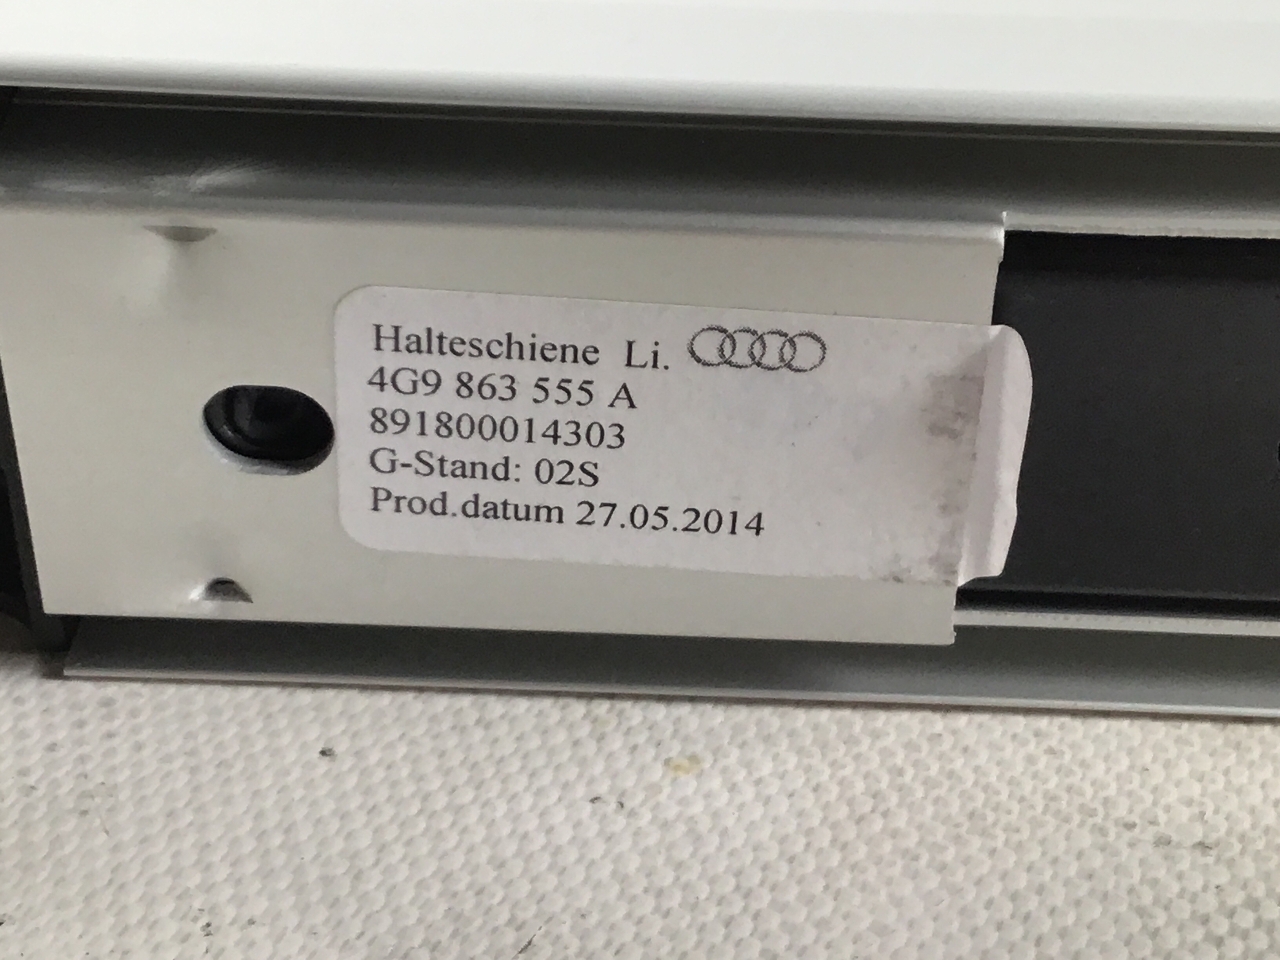 Halteschiene Li.
4G9 863 555 A
891800014303
G-Stand: 02S
Prod.datum 27.05.2014